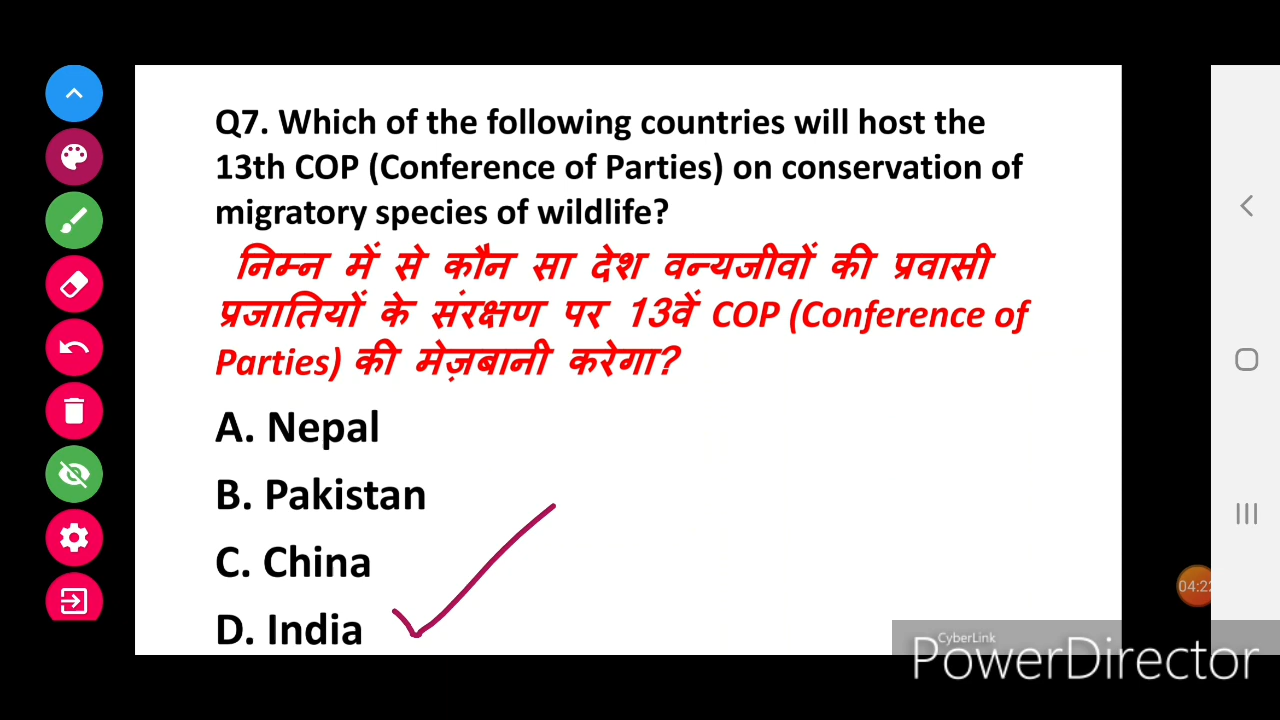 Q7. Which of the following countries will host the
13th COP (Conference of Parties) on conservation of
migratory species of wildlife?
निम्न में से कौन सा देश वन्यजीवों की प्रवासी
प्रजातियों के संरक्षण पर 13वें COP (Conference of
Parties) की मेज़बानी करेगा?
A. Nepal
B. Pakistan
C. China
D. India
04:22
CyberLink
PowerDirector